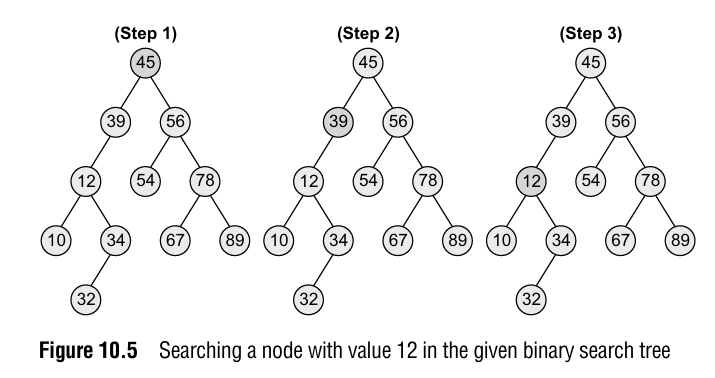 (Step 1) (Step 2) (Step 3)
45 45 45
39 56 39 56 39 56
12 54 78 12 54 78 12 54 78
10 34 67 89 10 34 67 89 10 34 67 89
32 32 32
Figure 10.5 Searching a node with value 12 in the given binary search tree